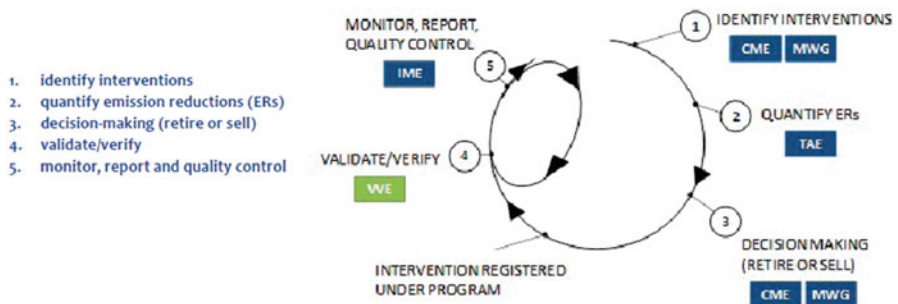 1. identify interventions
2. quantify emission reductions (ERs)
3. decision-making (retire or sell)
4. validate/verify
5. monitor, report and quality control
MONITOR, REPORT,
QUALITY CONTROL
IME
5
1
IDENTIFY INTERVENTIONS
CME MWG
2
QUANTIFY ERs
TAE
VALIDATE/VERIFY
4
VVE
3
DECISION MAKING
(RETIRE OR SELL)
CME MWG
INTERVENTION REGISTERED
UNDER PROGRAM